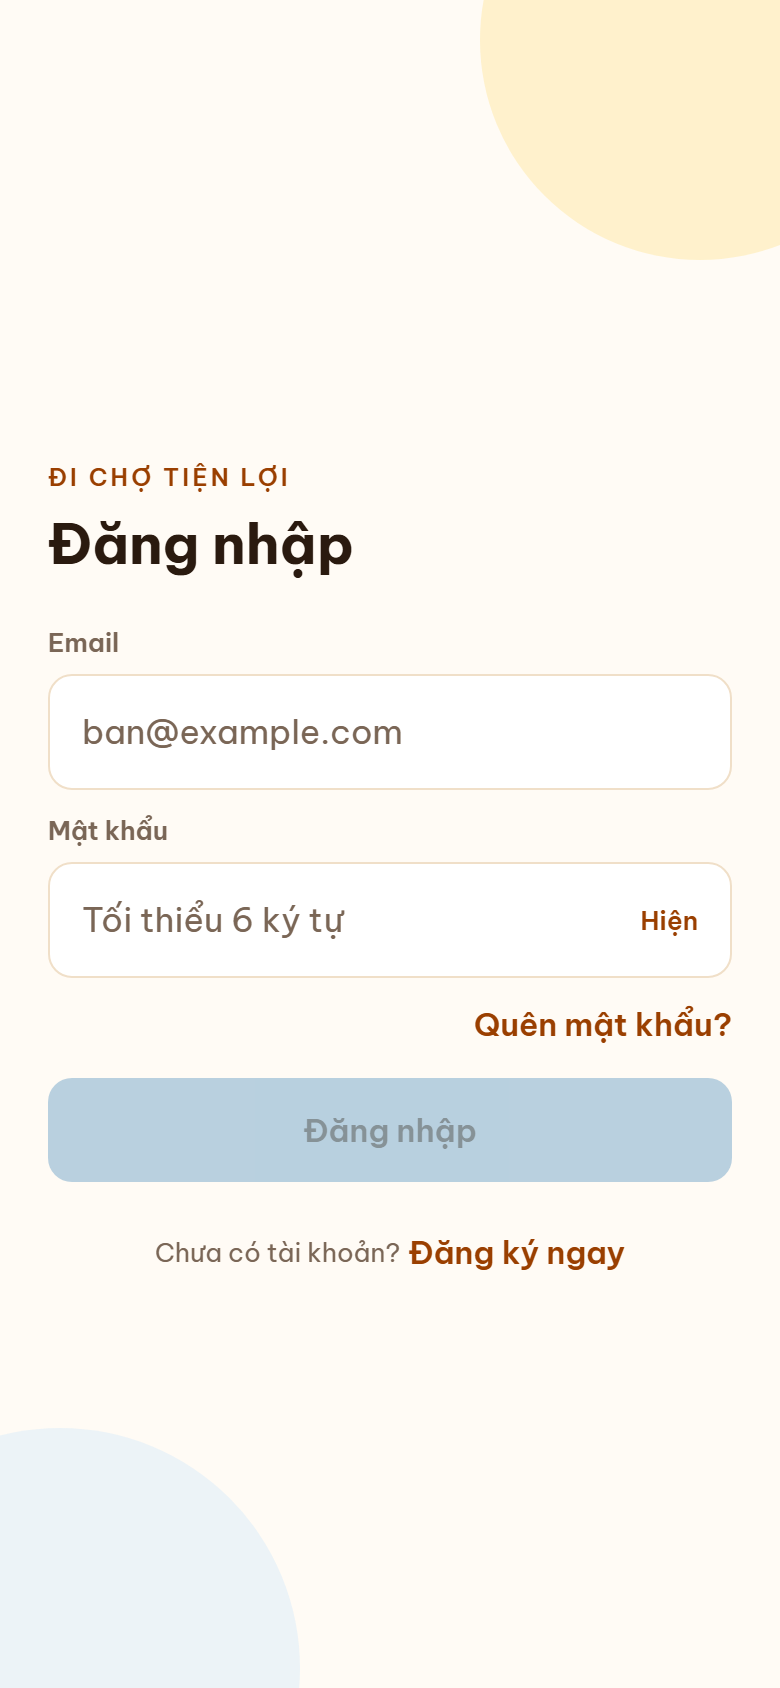 ĐI CHỢ TIỆN LỢI
Đăng nhập
Email
ban@example.com
Mật khẩu
Tối thiểu 6 ký tự Hiện
Quên mật khẩu?
Đăng nhập
Chưa có tài khoản? Đăng ký ngay